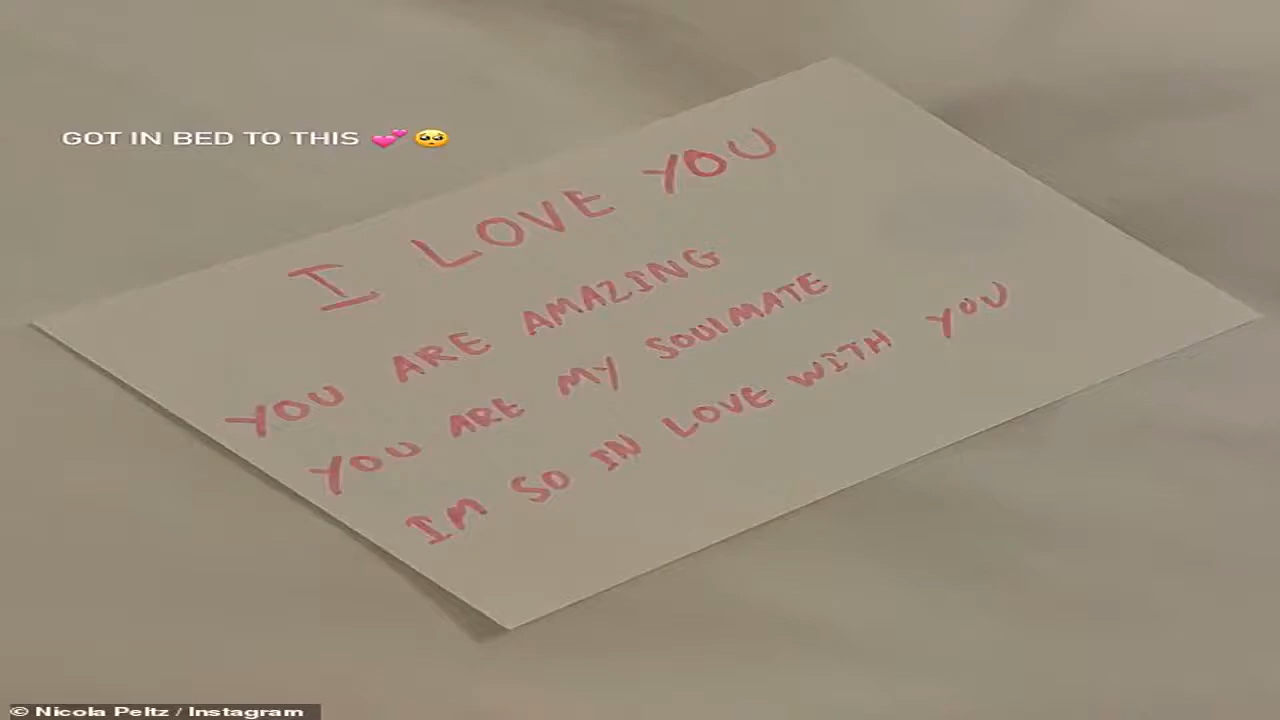 GOT IN BED TO THIS 💕🥺
I LOVE YOU
YOU ARE AMAZING
YOU ARE MY SOULMATE
IM SO IN LOVE WITH YOU
© Nicola Peltz / Instagram